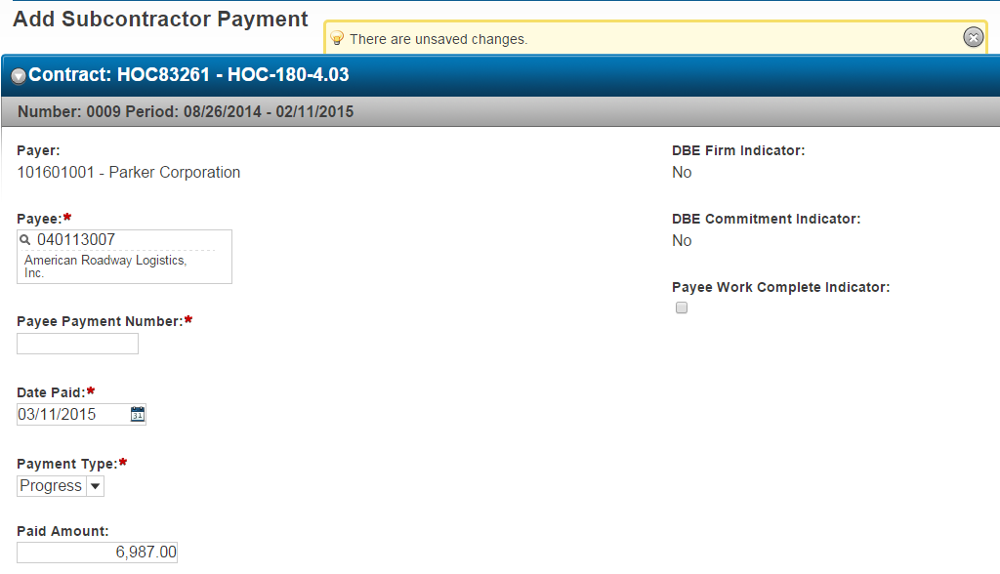 Add Subcontractor Payment
There are unsaved changes.
Contract: HOC83261 - HOC-180-4.03
Number: 0009 Period: 08/26/2014 - 02/11/2015
Payer:
101601001 - Parker Corporation
Payee:*
040113007
American Roadway Logistics,
Inc.
Payee Payment Number:*
Date Paid:*
03/11/2015
31
Payment Type:*
Progress
Paid Amount:
6,987.00
DBE Firm Indicator:
No
DBE Commitment Indicator:
No
Payee Work Complete Indicator: